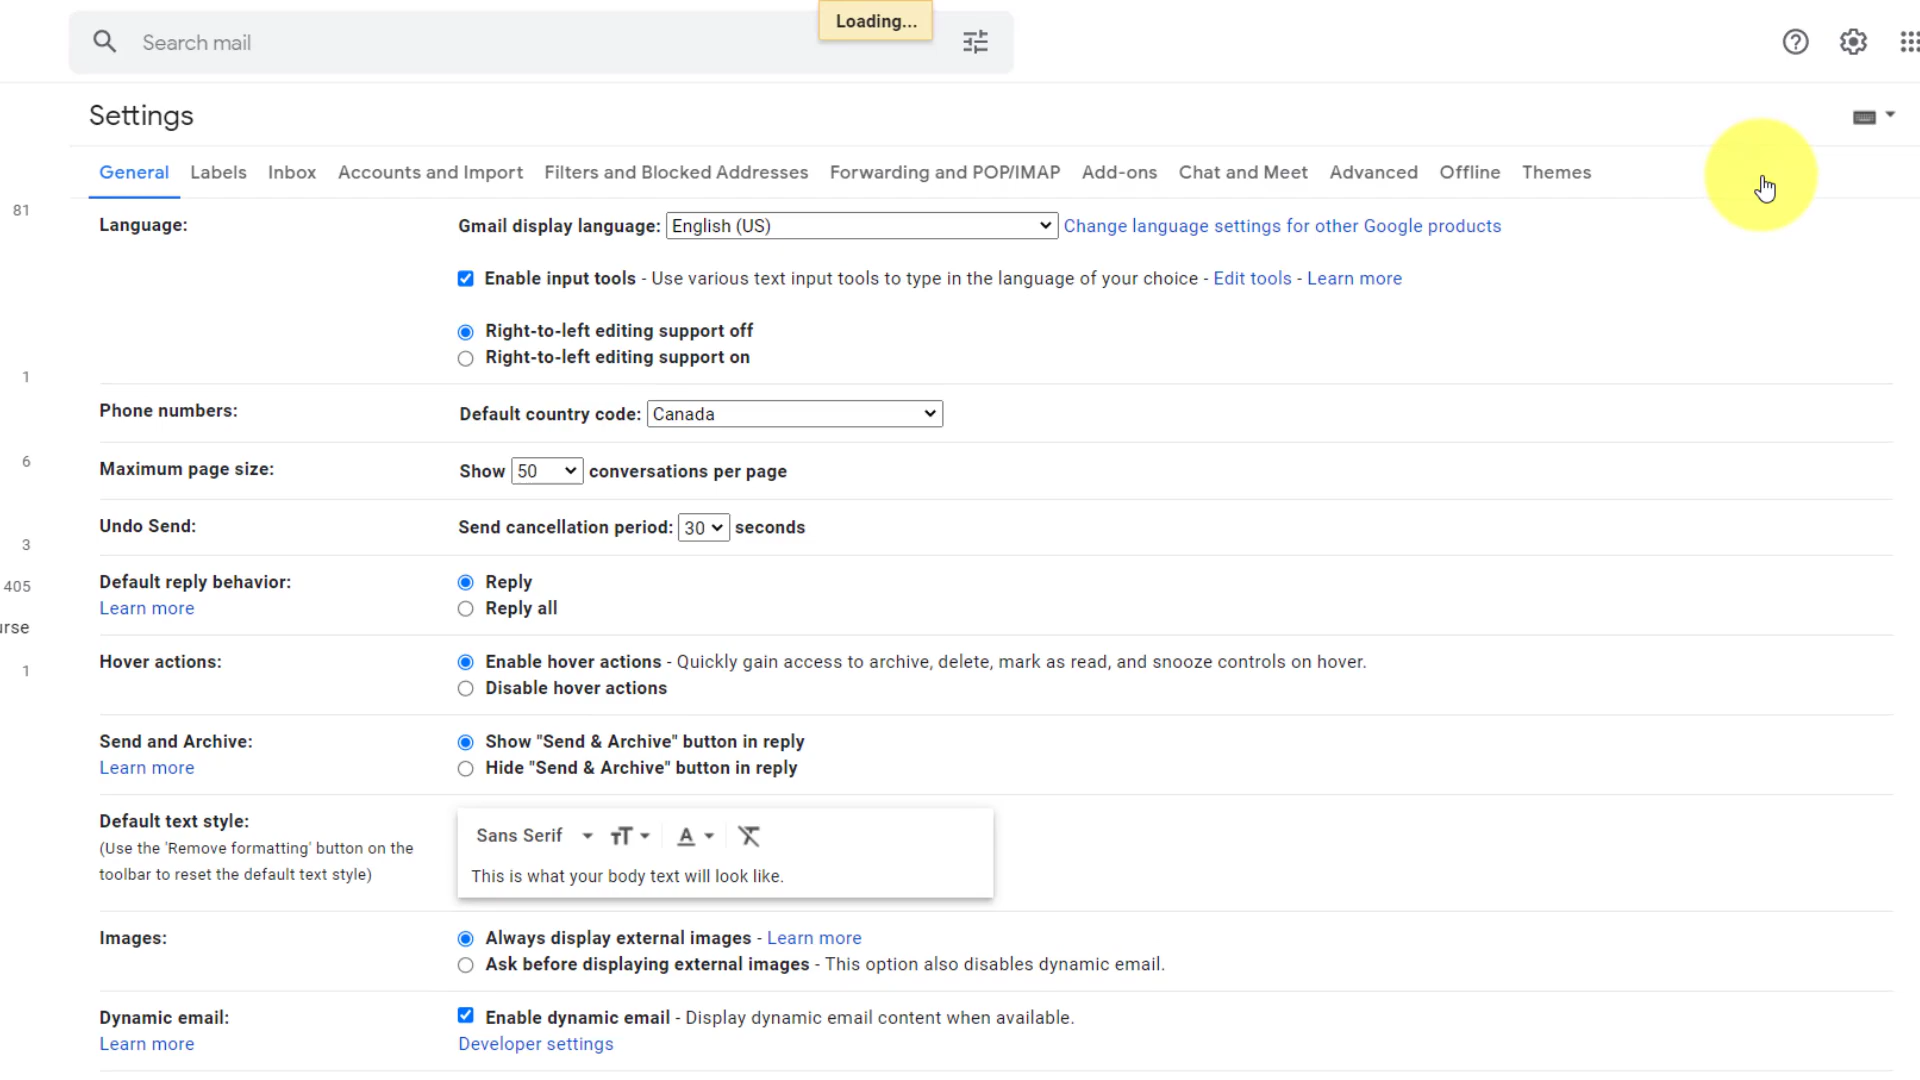 Loading...
Search mail
Settings
General Labels Inbox Accounts and Import Filters and Blocked Addresses Forwarding and POP/IMAP Add-ons Chat and Meet Advanced Offline Themes
81
Language:
Gmail display language: English (US) Change language settings for other Google products
Enable input tools - Use various text input tools to type in the language of your choice - Edit tools - Learn more
Right-to-left editing support off
Right-to-left editing support on
1
Phone numbers:
Default country code: Canada
6
Maximum page size:
Show 50 conversations per page
Undo Send:
Send cancellation period: 30 seconds
3
405
Default reply behavior:
Learn more
Reply
Reply all
urse
1
Hover actions:
Enable hover actions - Quickly gain access to archive, delete, mark as read, and snooze controls on hover.
Disable hover actions
Send and Archive:
Learn more
Show "Send & Archive" button in reply
Hide "Send & Archive" button in reply
Default text style:
(Use the 'Remove formatting' button on the
toolbar to reset the default text style)
Sans Serif
This is what your body text will look like.
Images:
Always display external images - Learn more
Ask before displaying external images - This option also disables dynamic email.
Dynamic email:
Learn more
Enable dynamic email - Display dynamic email content when available.
Developer settings